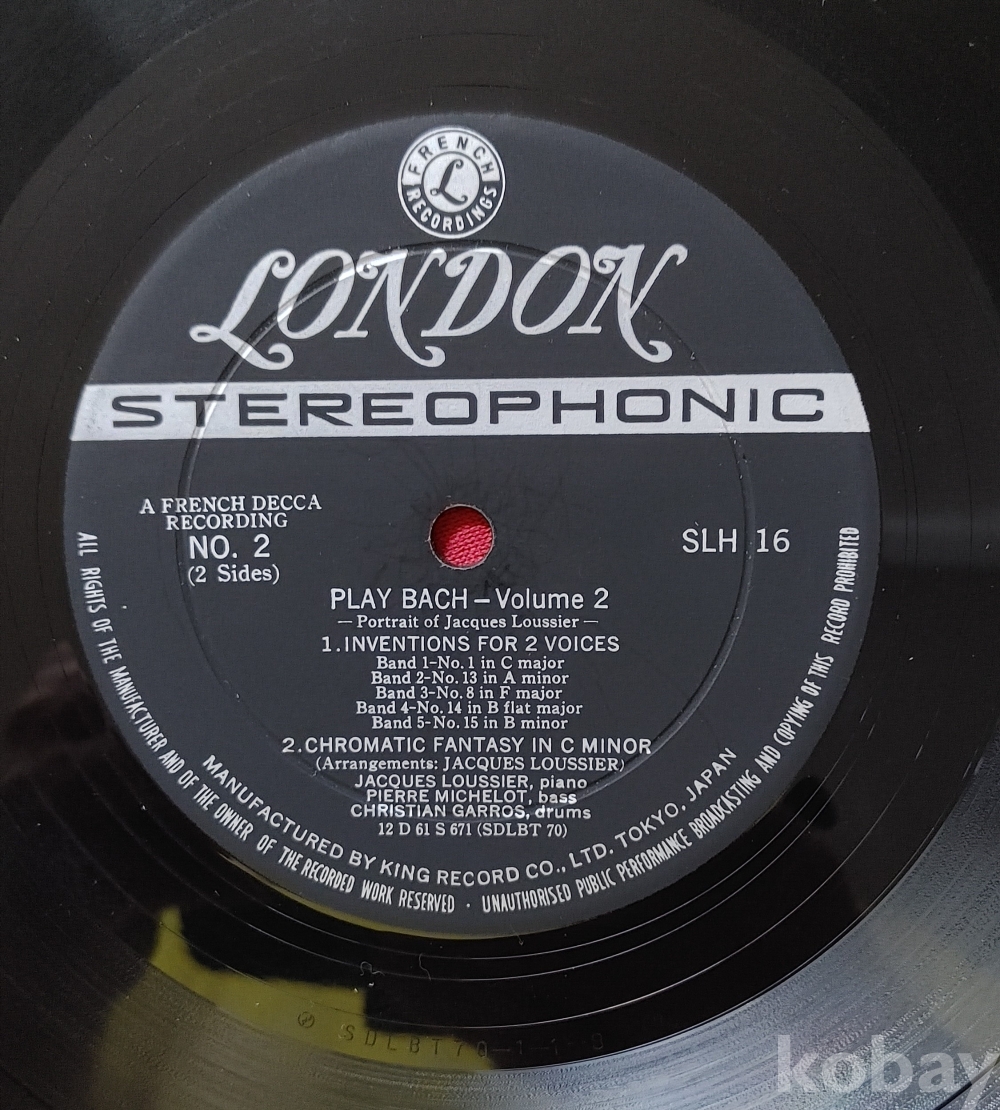 FRENCH
L
RECORDINGS
LONDON
STEREOPHONIC
A FRENCH DECCA
RECORDING
NO. 2
(2 Sides)
SLH 16
PLAY BACH – Volume 2
— Portrait of Jacques Loussier —
1. INVENTIONS FOR 2 VOICES
Band 1-No. 1 in C major
Band 2-No. 13 in A minor
Band 3-No. 8 in F major
Band 4-No. 14 in B flat major
Band 5-No. 15 in B minor
2. CHROMATIC FANTASY IN C MINOR
(Arrangements: JACQUES LOUSSIER)
JACQUES LOUSSIER, piano
PIERRE MICHELOT, bass
CHRISTIAN GARROS, drums
12 D 61 S 671 (SDLBT 70)
MANUFACTURED BY KING RECORD CO., LTD. TOKYO, JAPAN
ALL RIGHTS OF THE MANUFACTURER AND OF THE OWNER OF THE RECORDED WORK RESERVED · UNAUTHORISED PUBLIC PERFORMANCE BROADCASTING AND COPYING OF THIS RECORD PROHIBITED
SDLBT70-1-1
kobay